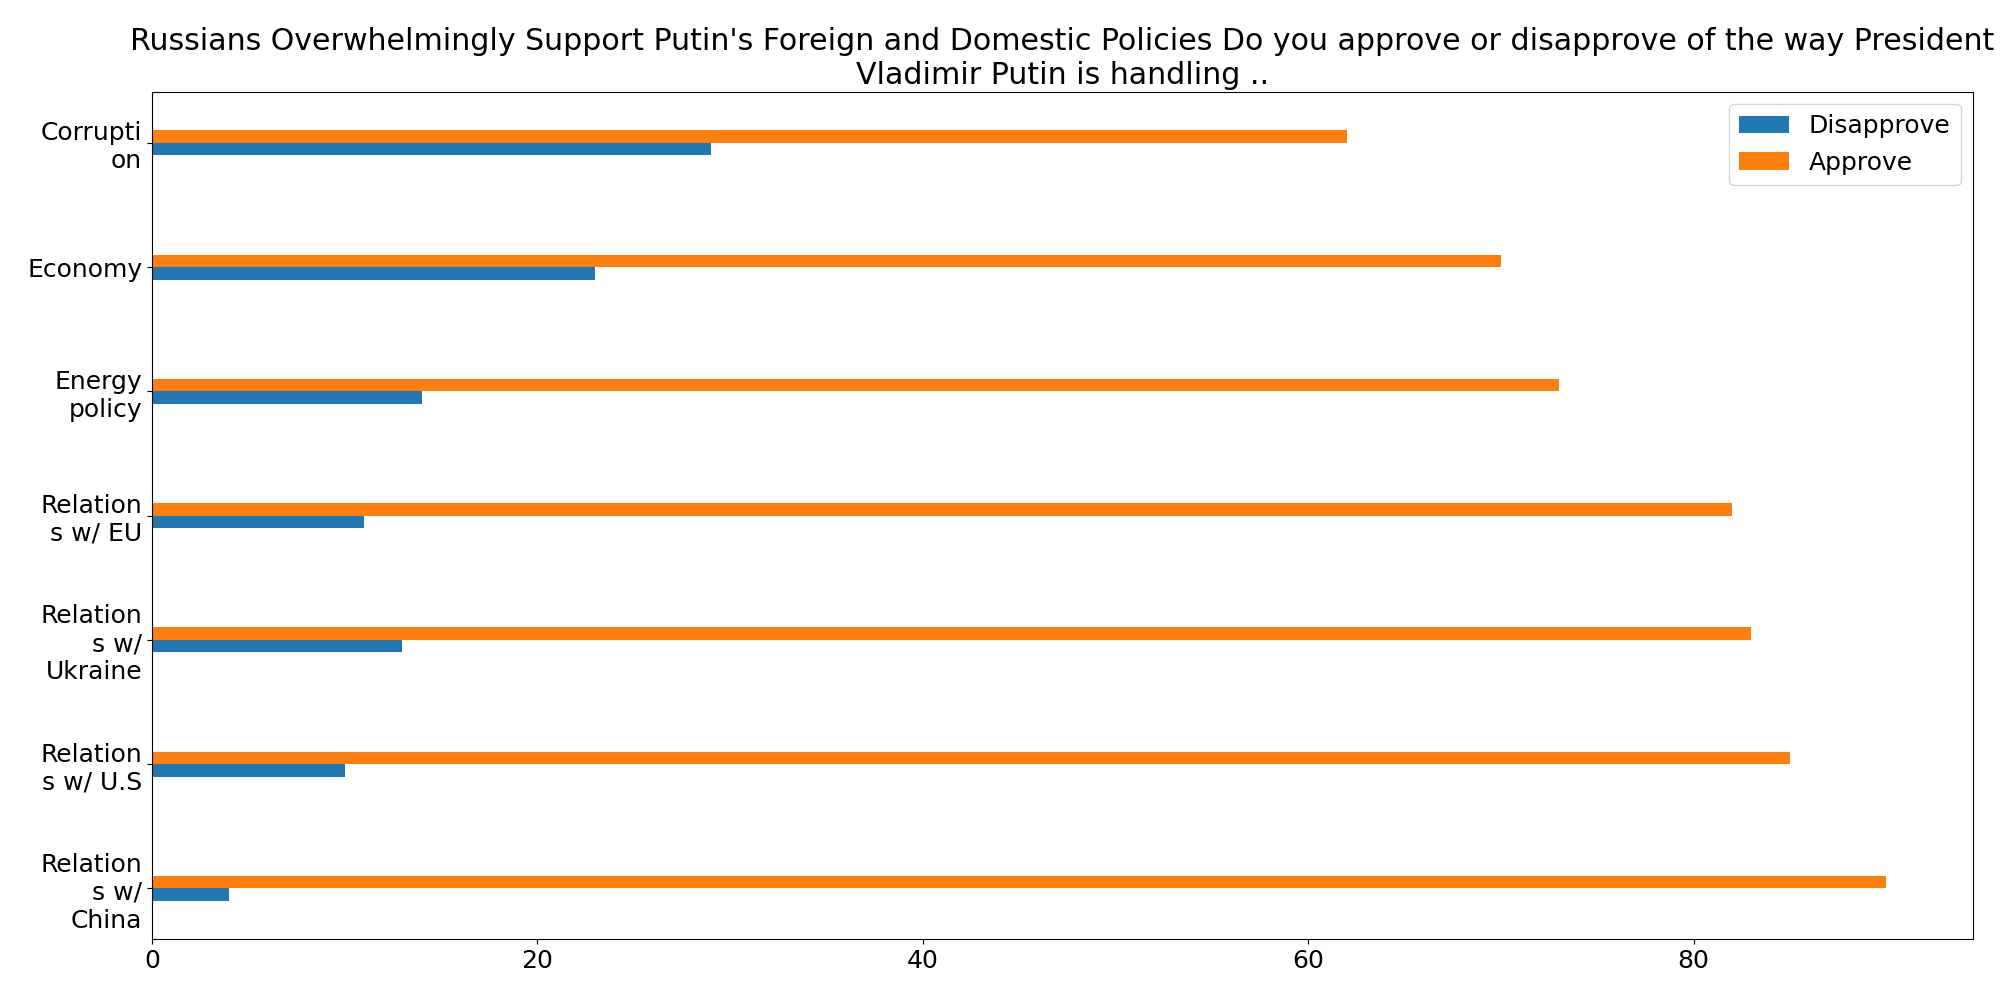 Russians Overwhelmingly Support Putin's Foreign and Domestic Policies Do you approve or disapprove of the way President
Vladimir Putin is handling ..
Disapprove
Approve
Corrupti
on
Economy
Energy
policy
Relation
s w/ EU
Relation
s w/
Ukraine
Relation
s w/ U.S
Relation
s w/
China
0 20 40 60 80